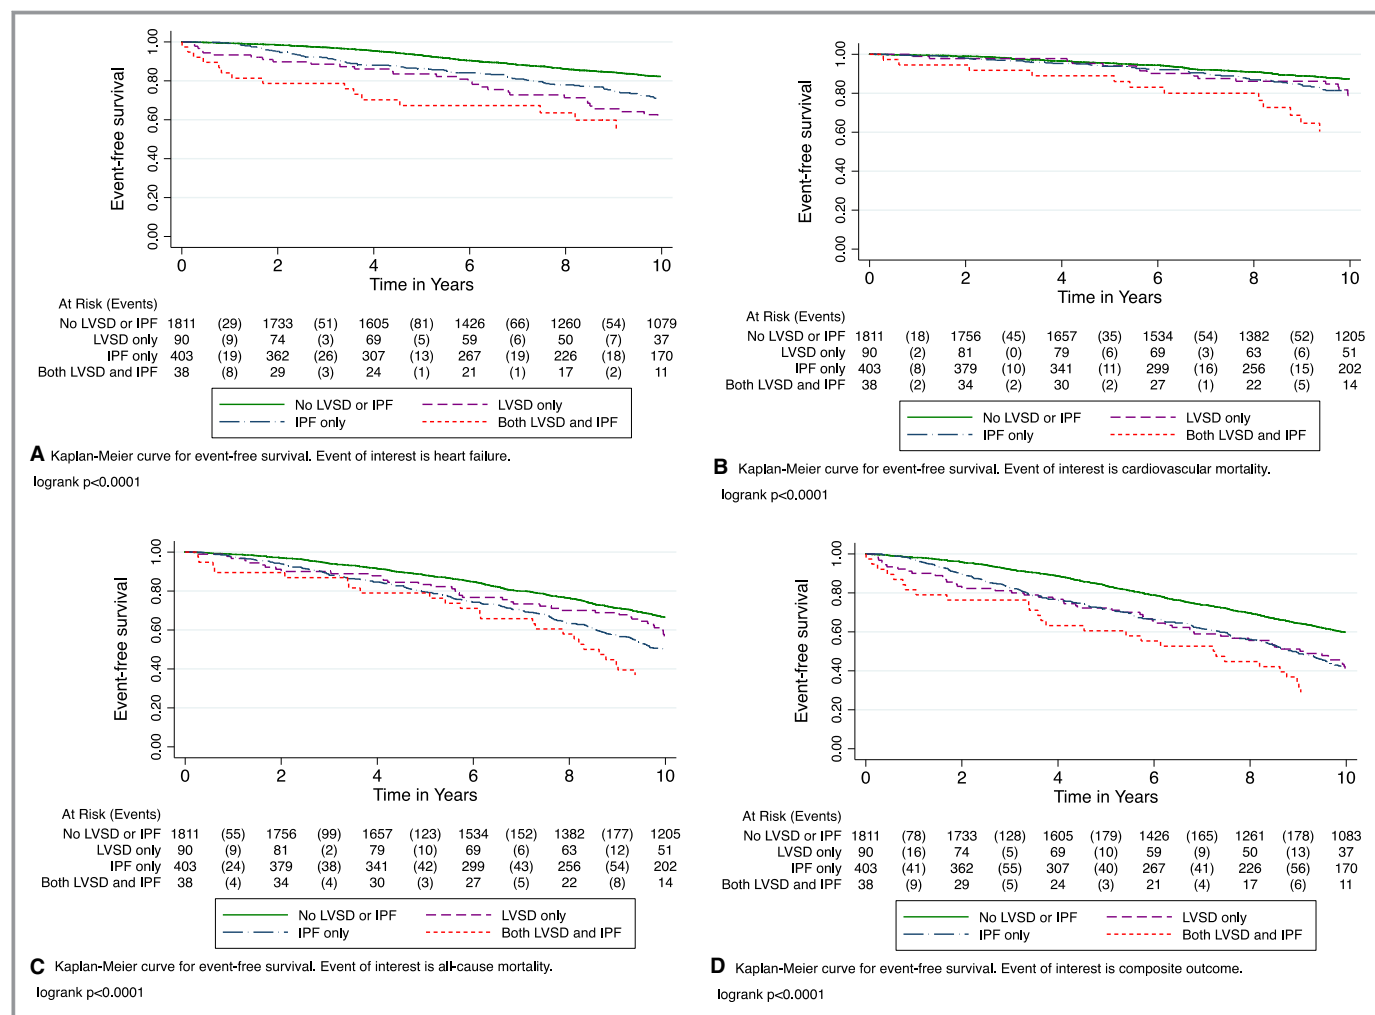 1.00
0.80
0.60
0.40
0.20
0.00
Event-free survival
0 2 4 6 8 10
Time in Years
At Risk (Events)
No LVSD or IPF 1811 (29) 1733 (51) 1605 (81) 1426 (66) 1260 (54) 1079
LVSD only 90 (9) 74 (3) 69 (5) 59 (6) 50 (7) 37
IPF only 403 (19) 362 (26) 307 (13) 267 (19) 226 (18) 170
Both LVSD and IPF 38 (8) 29 (3) 24 (1) 21 (1) 17 (2) 11
No LVSD or IPF LVSD only
IPF only Both LVSD and IPF
A Kaplan-Meier curve for event-free survival. Event of interest is heart failure.
logrank p<0.0001
1.00
0.80
0.60
0.40
0.20
0.00
Event-free survival
0 2 4 6 8 10
Time in Years
At Risk (Events)
No LVSD or IPF 1811 (18) 1756 (45) 1657 (35) 1534 (54) 1382 (52) 1205
LVSD only 90 (2) 81 (0) 79 (6) 69 (3) 63 (6) 51
IPF only 403 (8) 379 (10) 341 (11) 299 (16) 256 (15) 202
Both LVSD and IPF 38 (2) 34 (2) 30 (2) 27 (1) 22 (5) 14
No LVSD or IPF LVSD only
IPF only Both LVSD and IPF
B Kaplan-Meier curve for event-free survival. Event of interest is cardiovascular mortality.
logrank p<0.0001
1.00
0.80
0.60
0.40
0.20
0.00
Event-free survival
0 2 4 6 8 10
Time in Years
At Risk (Events)
No LVSD or IPF 1811 (55) 1756 (99) 1657 (123) 1534 (152) 1382 (177) 1205
LVSD only 90 (9) 81 (2) 79 (10) 69 (6) 63 (12) 51
IPF only 403 (24) 379 (38) 341 (42) 299 (43) 256 (54) 202
Both LVSD and IPF 38 (4) 34 (4) 30 (3) 27 (5) 22 (8) 14
No LVSD or IPF LVSD only
IPF only Both LVSD and IPF
C Kaplan-Meier curve for event-free survival. Event of interest is all-cause mortality.
logrank p<0.0001
1.00
0.80
0.60
0.40
0.20
0.00
Event-free survival
0 2 4 6 8 10
Time in Years
At Risk (Events)
No LVSD or IPF 1811 (78) 1733 (128) 1605 (179) 1426 (165) 1261 (178) 1083
LVSD only 90 (16) 74 (5) 69 (10) 59 (9) 50 (13) 37
IPF only 403 (41) 362 (55) 307 (40) 267 (41) 226 (56) 170
Both LVSD and IPF 38 (9) 29 (5) 24 (3) 21 (4) 17 (6) 11
No LVSD or IPF LVSD only
IPF only Both LVSD and IPF
D Kaplan-Meier curve for event-free survival. Event of interest is composite outcome.
logrank p<0.0001